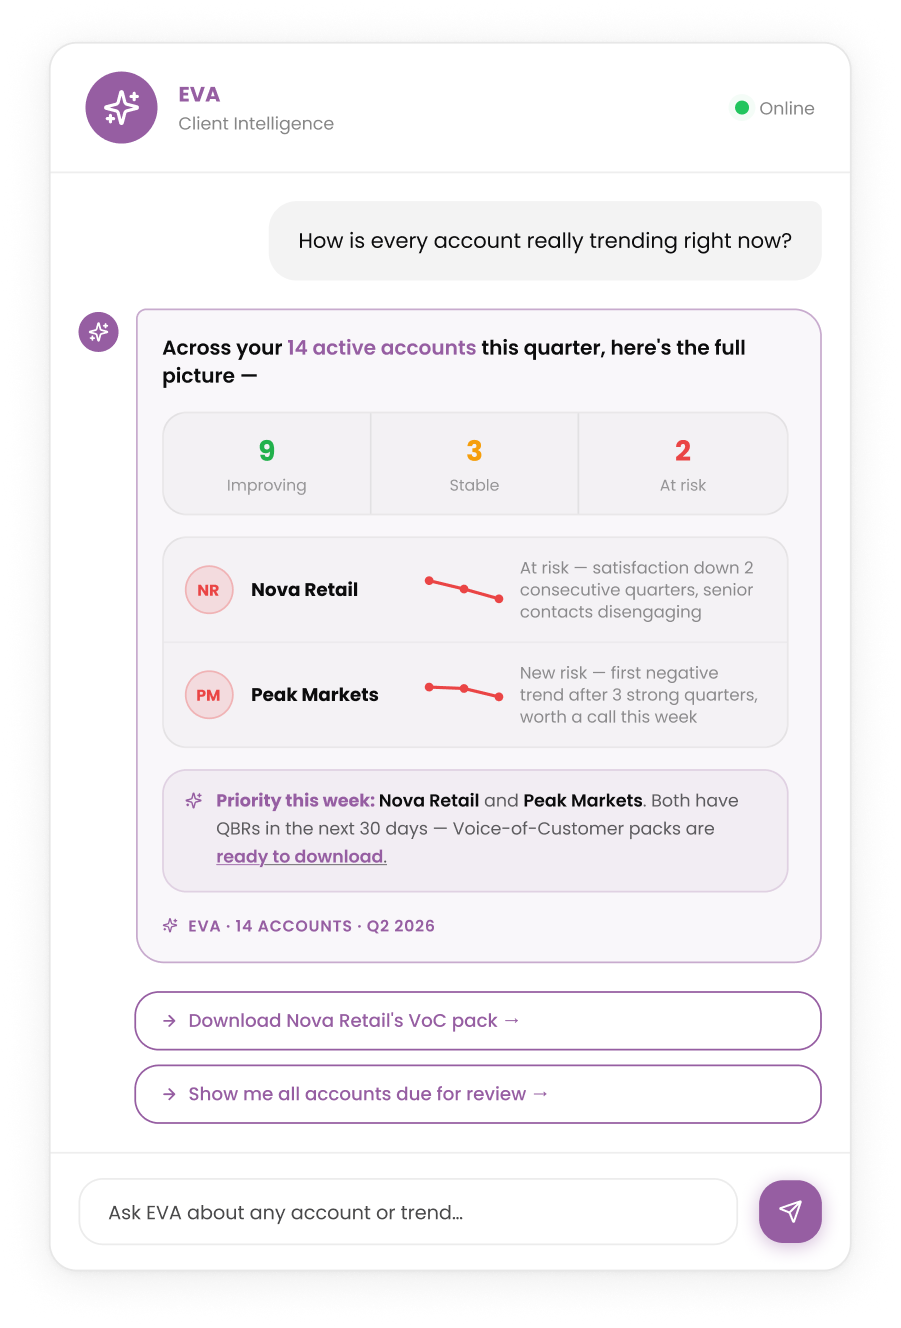 EVA
Client Intelligence
Online
How is every account really trending right now?
Across your 14 active accounts this quarter, here's the full
picture —
9
Improving
3
Stable
2
At risk
NR
Nova Retail
At risk — satisfaction down 2
consecutive quarters, senior
contacts disengaging
PM
Peak Markets
New risk — first negative
trend after 3 strong quarters,
worth a call this week
Priority this week: Nova Retail and Peak Markets. Both have
QBRs in the next 30 days — Voice-of-Customer packs are
ready to download.
EVA · 14 ACCOUNTS · Q2 2026
→ Download Nova Retail's VoC pack →
→ Show me all accounts due for review →
Ask EVA about any account or trend...